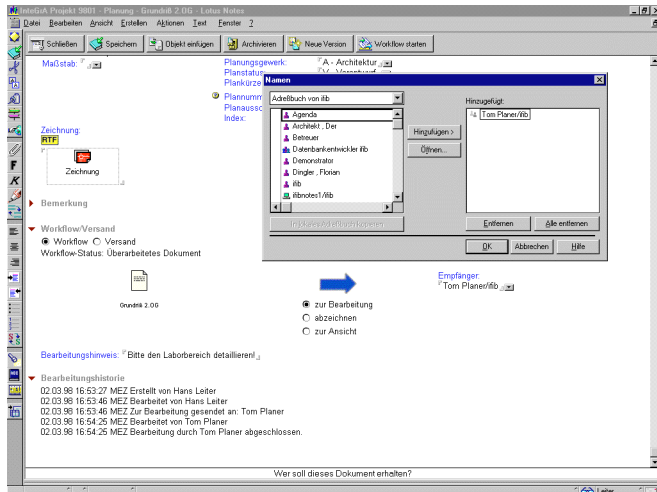 InteGrA Projekt 9801 - Planung - Grundriß 2.OG - Lotus Notes
Datei Bearbeiten Ansicht Erstellen Aktionen Text Fenster ?
Schließen Speichern Objekt einfügen Archivieren Neue Version Workflow starten
Maßstab:
Planungsgewerk: A - Architektur
Planstatus: V - Vorentwurf
Plankürze
Plannumm
Planaussc
Index:
Zeichnung:
RTF
Zeichnung
Namen
Adreßbuch von ifib
Agenda
Architekt , Der
Betreuer
Datenbankentwickler ifib
Demonstrator
Dingler , Florian
ifib
ifibnotes1/ifib
Hinzufügen >
Öffnen...
Hinzugefügt:
Tom Planer/ifib
In lokales Adreßbuch kopieren
Entfernen Alle entfernen
OK Abbrechen Hilfe
Bemerkung
Workflow/Versand
Workflow Versand
Workflow-Status: Überarbeitetes Dokument
Grundriß 2.OG
zur Bearbeitung
abzeichnen
zur Ansicht
Empfänger:
Tom Planer/ifib
Bearbeitungshinweis: Bitte den Laborbereich detaillieren!
Bearbeitungshistorie
02.03.98 16:53:27 MEZ Erstellt von Hans Leiter
02.03.98 16:53:46 MEZ Bearbeitet von Hans Leiter
02.03.98 16:53:46 MEZ Zur Bearbeitung gesendet an: Tom Planer
02.03.98 16:54:25 MEZ Bearbeitet von Tom Planer
02.03.98 16:54:25 MEZ Bearbeitung durch Tom Planer abgeschlossen.
Wer soll dieses Dokument erhalten?
Leiter